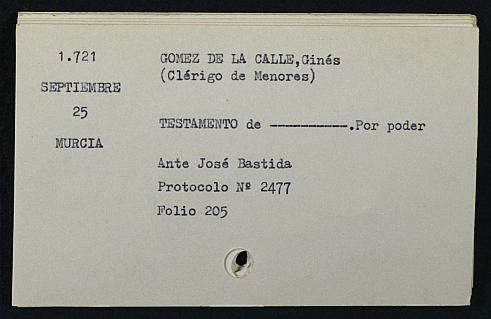 1.721
SEPTIEMBRE
25
MURCIA
GOMEZ DE LA CALLE,Ginés
(Clérigo de Menores)
TESTAMENTO de -----------.Por poder
Ante José Bastida
Protocolo Nº 2477
Folio 205